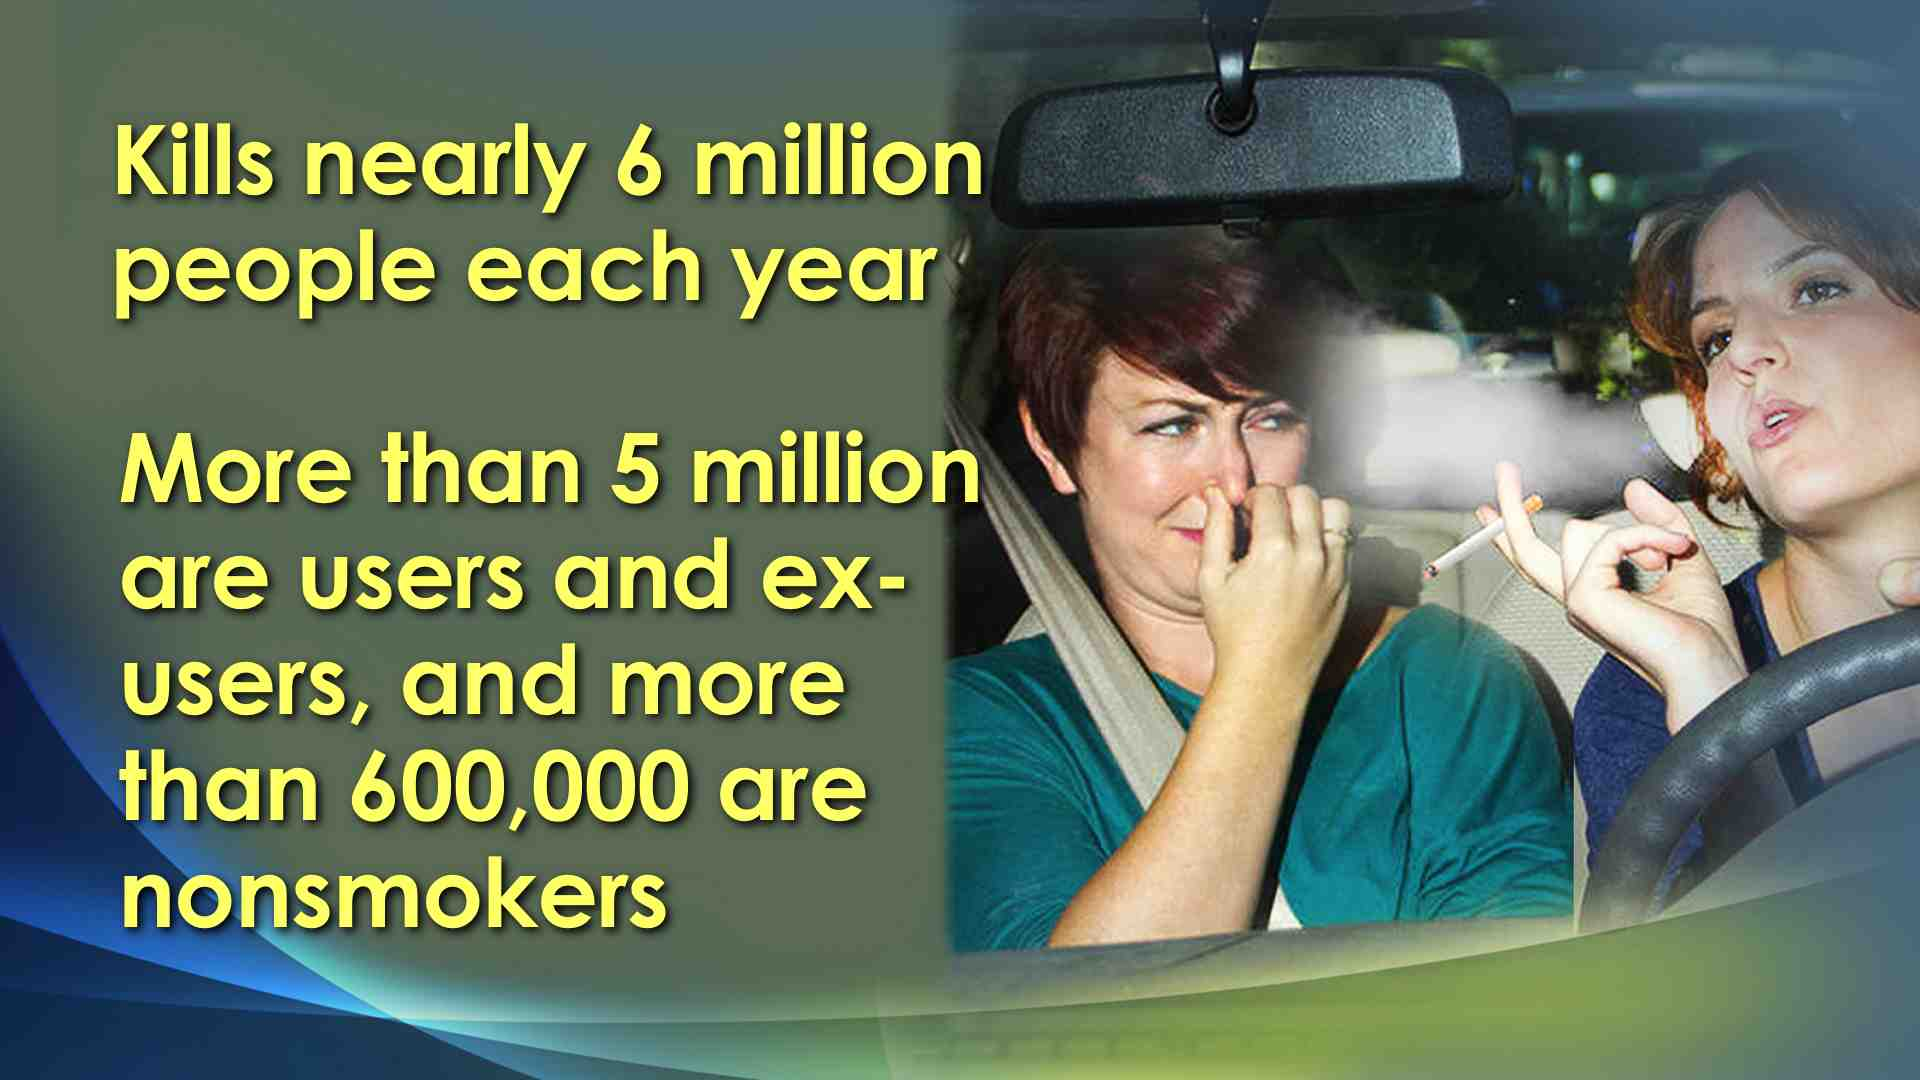 Kills nearly 6 million
people each year
More than 5 million
are users and ex-
users, and more
than 600,000 are
nonsmokers